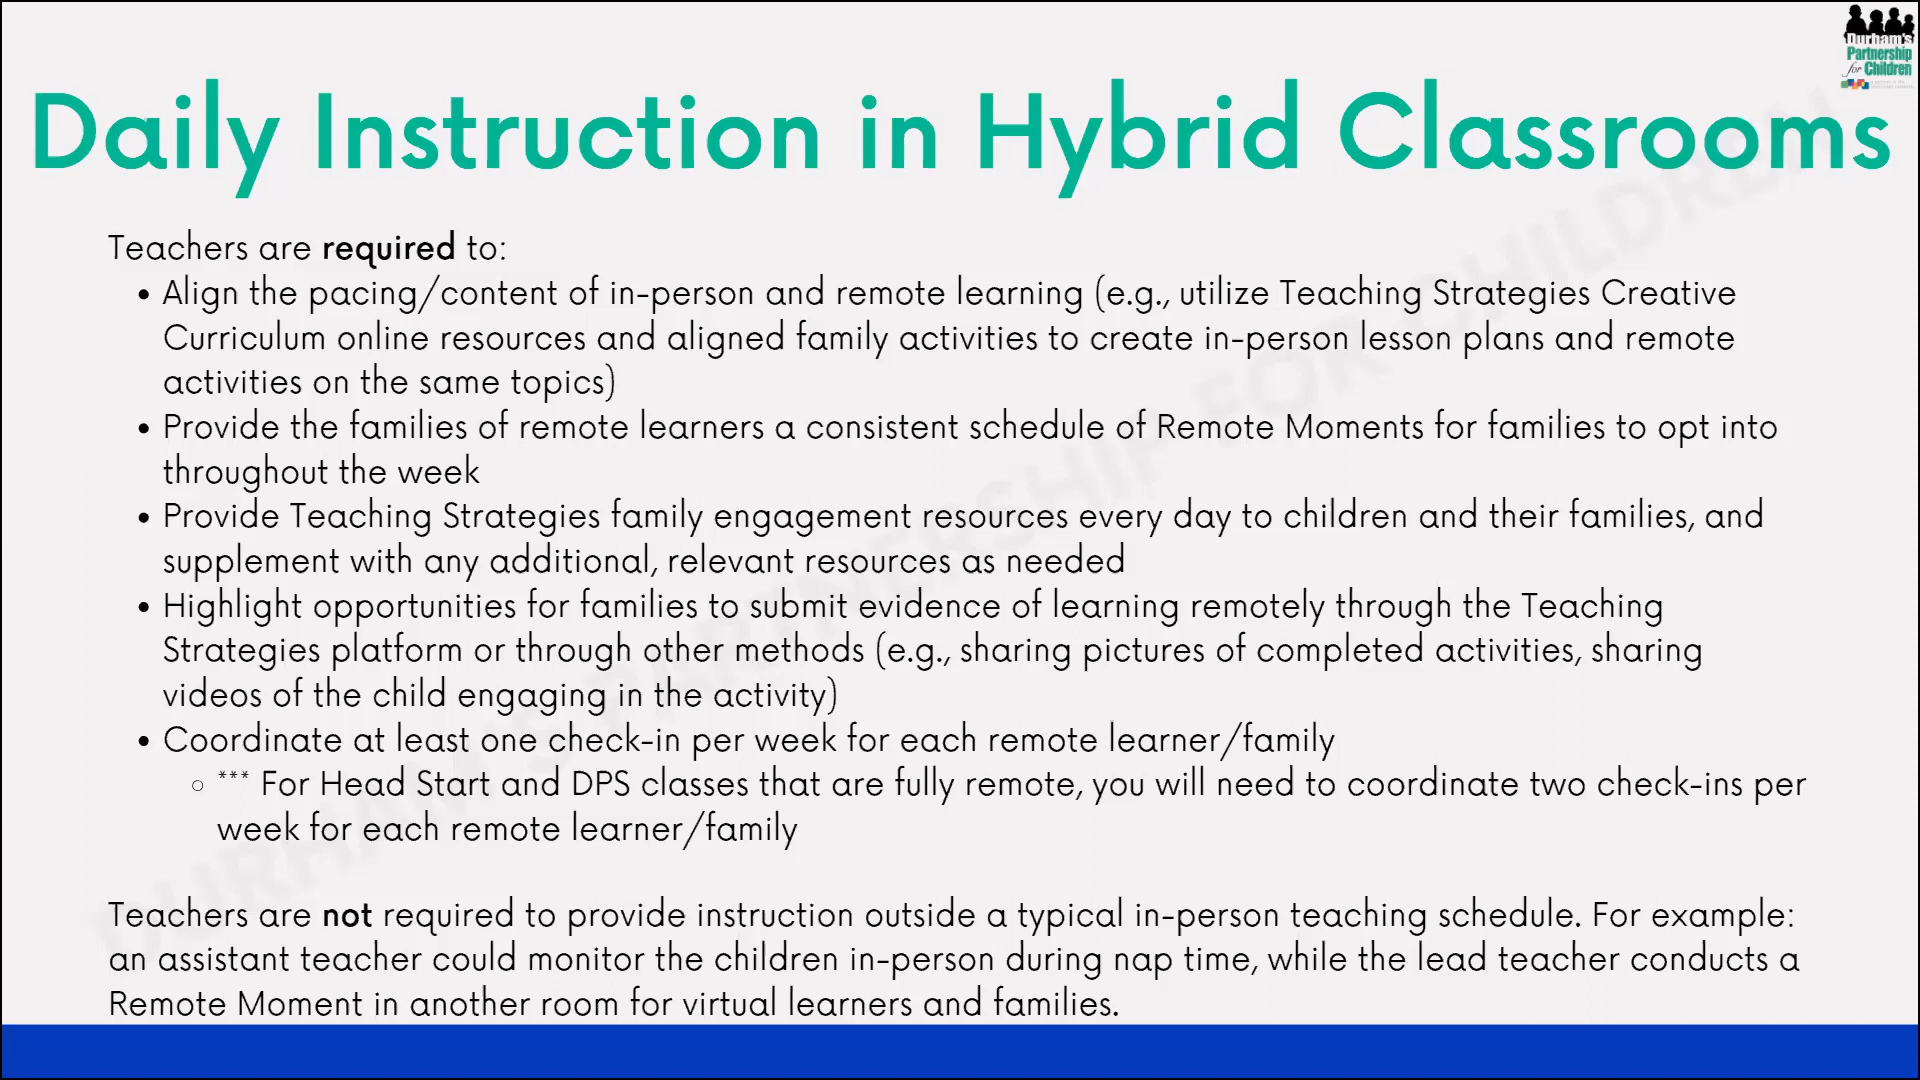 Durham's
Partnership
for Children
Daily Instruction in Hybrid Classrooms
Teachers are required to:
• Align the pacing/content of in-person and remote learning (e.g., utilize Teaching Strategies Creative
Curriculum online resources and aligned family activities to create in-person lesson plans and remote
activities on the same topics)
• Provide the families of remote learners a consistent schedule of Remote Moments for families to opt into
throughout the week
• Provide Teaching Strategies family engagement resources every day to children and their families, and
supplement with any additional, relevant resources as needed
• Highlight opportunities for families to submit evidence of learning remotely through the Teaching
Strategies platform or through other methods (e.g., sharing pictures of completed activities, sharing
videos of the child engaging in the activity)
• Coordinate at least one check-in per week for each remote learner/family
○ *** For Head Start and DPS classes that are fully remote, you will need to coordinate two check-ins per
week for each remote learner/family
Teachers are not required to provide instruction outside a typical in-person teaching schedule. For example:
an assistant teacher could monitor the children in-person during nap time, while the lead teacher conducts a
Remote Moment in another room for virtual learners and families.
DURHAM'S PARTNERSHIP FOR CHILDREN